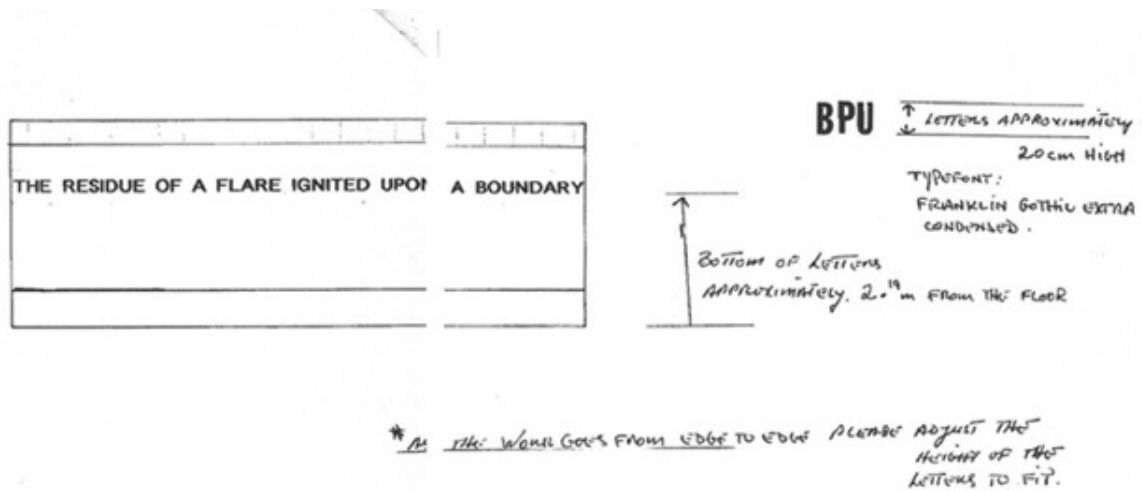 BPU
LETTERS APPROXIMATELY
20cm HIGH
TYPEFONT:
FRANKLIN GOTHIC EXTRA
CONDENSED.
THE RESIDUE OF A FLARE IGNITED UPON A BOUNDARY
BOTTOM OF LETTERS
APPROXIMATELY. 2.19m FROM THE FLOOR
* AS THE WORK GOES FROM EDGE TO EDGE PLEASE ADJUST THE
HEIGHT OF THE
LETTERS TO FIT.